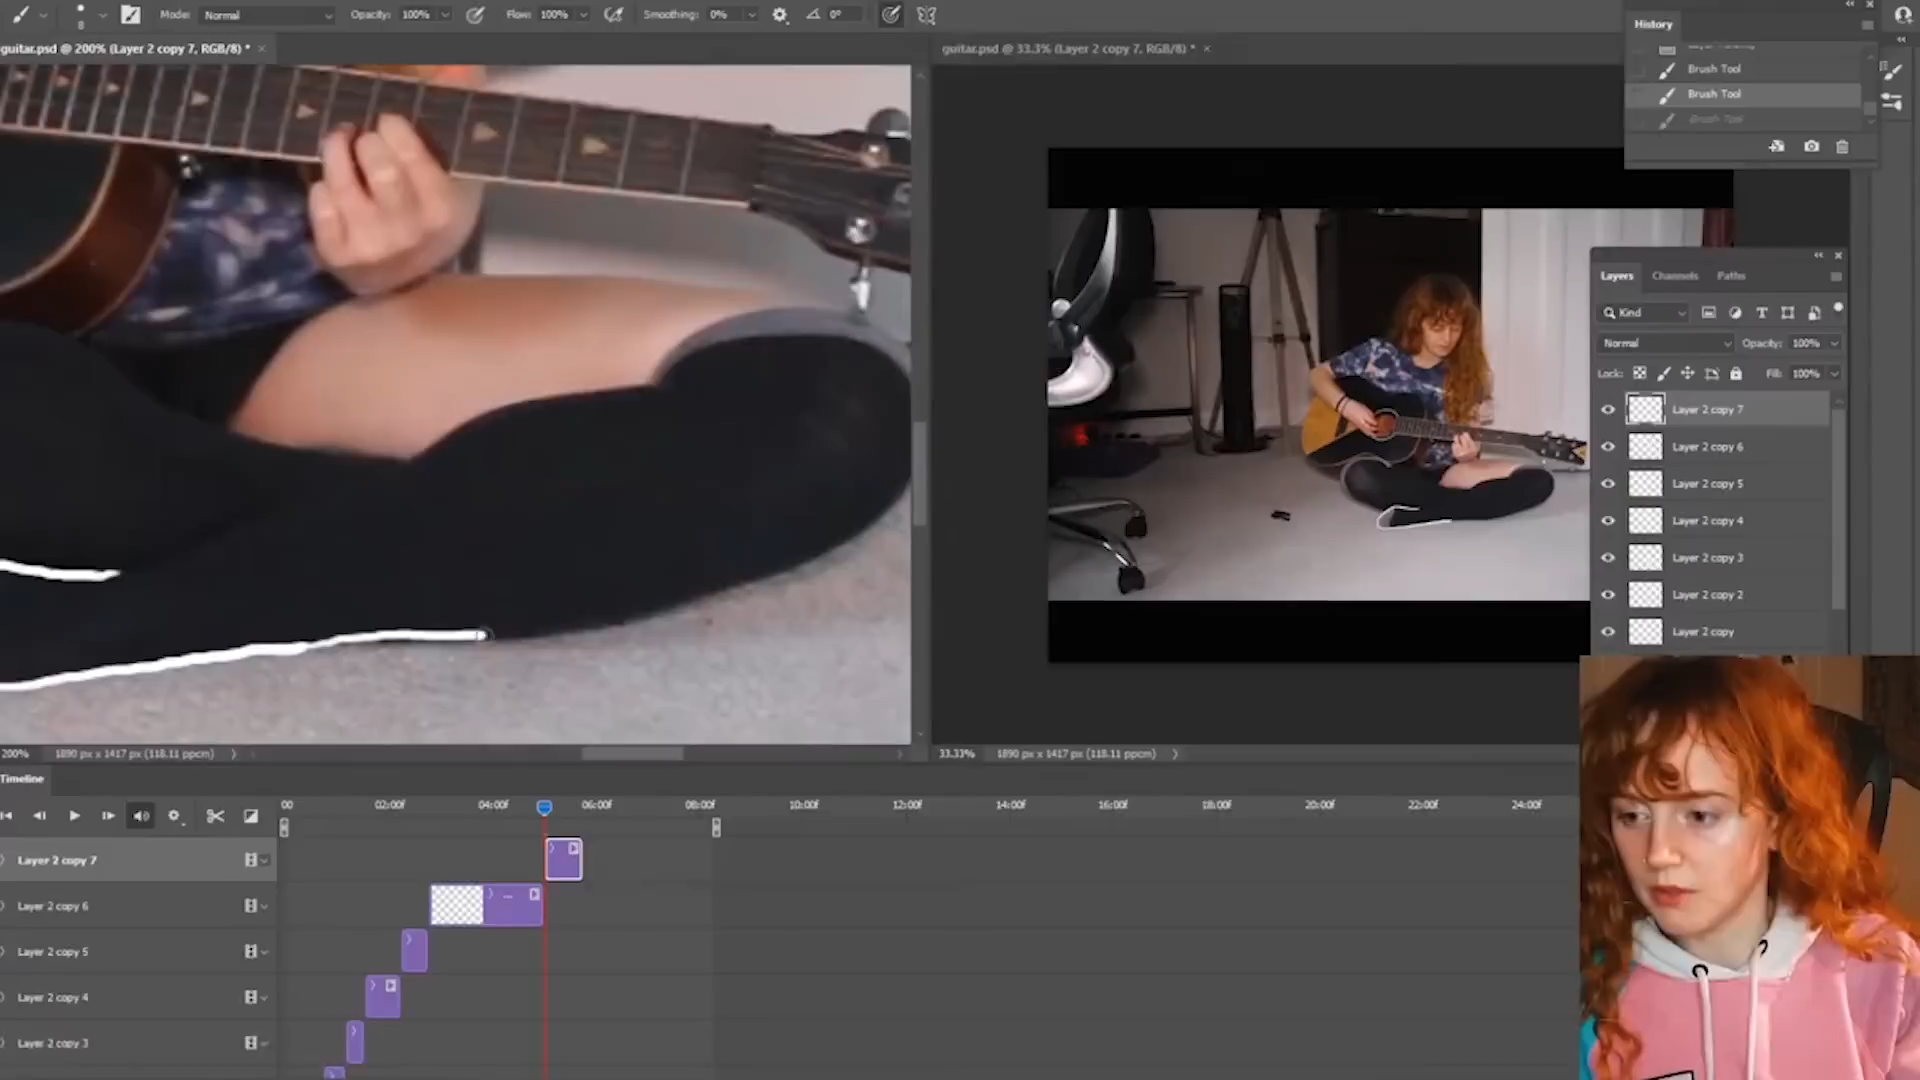 Mode: Normal Opacity: 100% Flow: 100% Smoothing: 0% 0°
guitar.psd @ 200% (Layer 2 copy 7, RGB/8) *
guitar.psd @ 33.3% (Layer 2 copy 7, RGB/8) *
History
Brush Tool
Brush Tool
Brush Tool
Layers Channels Paths
Kind
Normal Opacity: 100%
Lock: Fill: 100%
Layer 2 copy 7
Layer 2 copy 6
Layer 2 copy 5
Layer 2 copy 4
Layer 2 copy 3
Layer 2 copy 2
Layer 2 copy
200% 1890 px x 1417 px (118.11 ppcm)
33.33% 1890 px x 1417 px (118.11 ppcm)
Timeline
00 02:00f 04:00f 06:00f 08:00f 10:00f 12:00f 14:00f 16:00f 18:00f 20:00f 22:00f 24:00f
Layer 2 copy 7
Layer 2 copy 6
Layer 2 copy 5
Layer 2 copy 4
Layer 2 copy 3